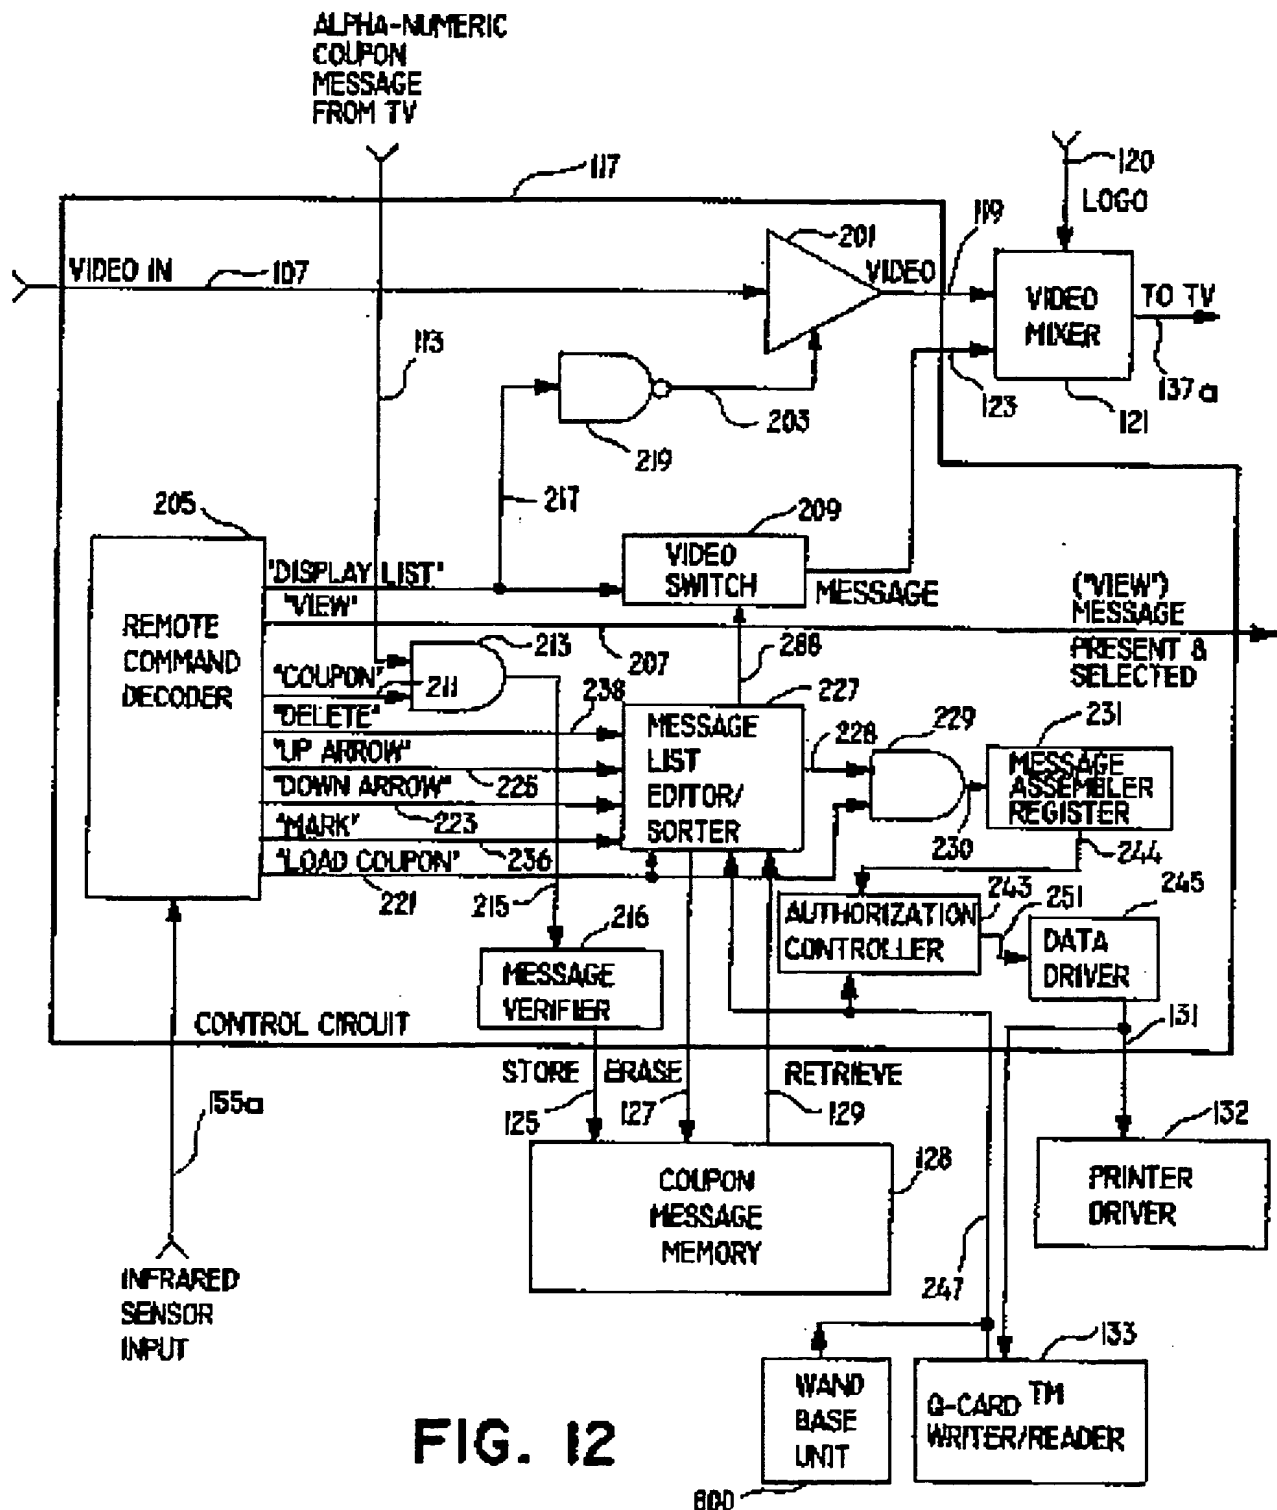 ALPHA-NUMERIC
COUPON
MESSAGE
FROM TV
117
120
LOGO
119
201
VIDEO IN
107
VIDEO
VIDEO
MIXER
TO TV
137a
113
123
121
203
219
217
205
209
"DISPLAY LIST"
VIDEO
SWITCH
MESSAGE
("VIEW")
MESSAGE
PRESENT &
SELECTED
"VIEW"
207
REMOTE
COMMAND
DECODER
213
288
"COUPON"
211
238
227
"DELETE"
MESSAGE
LIST
EDITOR/
SORTER
228
229
231
MESSAGE
ASSEMBLER
REGISTER
"UP ARROW"
225
"DOWN ARROW"
223
"MARK"
236
230
244
"LOAD COUPON"
221
215
216
243
251
245
AUTHORIZATION
CONTROLLER
DATA
DRIVER
MESSAGE
VERIFIER
CONTROL CIRCUIT
131
STORE
ERASE
RETRIEVE
155a
125
127
129
132
128
COUPON
MESSAGE
MEMORY
PRINTER
DRIVER
247
INFRARED
SENSOR
INPUT
133
WAND
BASE
UNIT
Q-CARD TM
WRITER/READER
FIG. 12
800